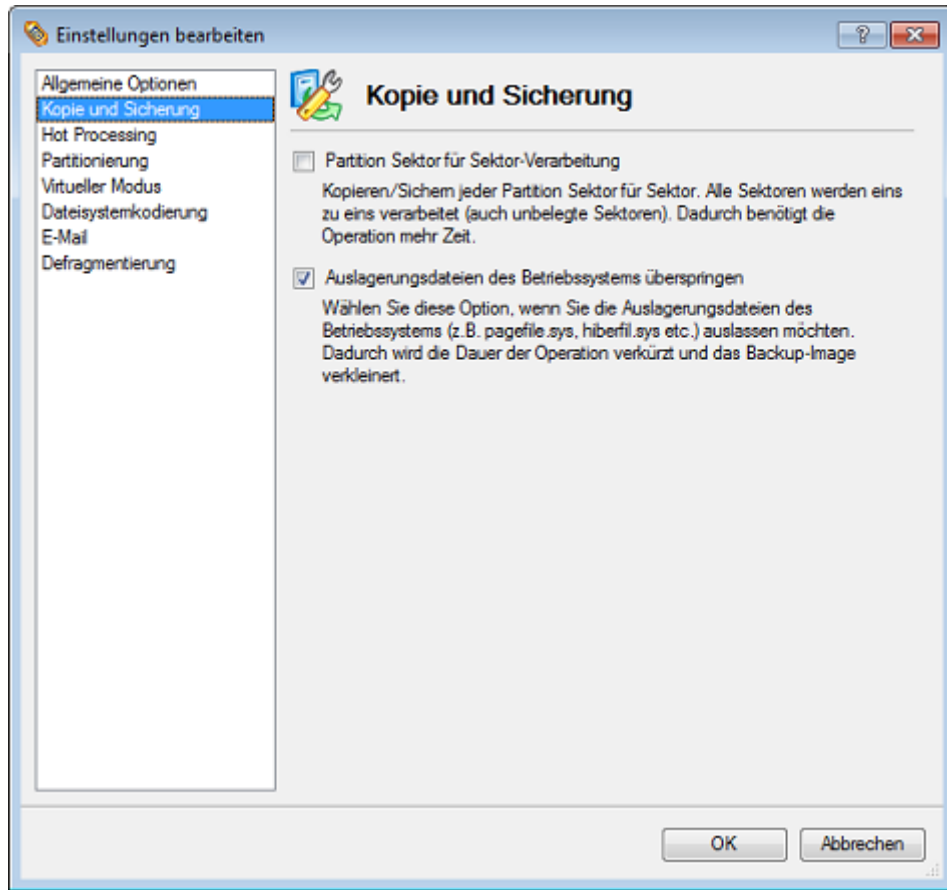 Einstellungen bearbeiten
Allgemeine Optionen
Kopie und Sicherung
Hot Processing
Partitionierung
Virtueller Modus
Dateisystemkodierung
E-Mail
Defragmentierung
Kopie und Sicherung
Partition Sektor für Sektor-Verarbeitung
Kopieren/Sichern jeder Partition Sektor für Sektor. Alle Sektoren werden eins
zu eins verarbeitet (auch unbelegte Sektoren). Dadurch benötigt die
Operation mehr Zeit.
Auslagerungsdateien des Betriebssystems überspringen
Wählen Sie diese Option, wenn Sie die Auslagerungsdateien des
Betriebssystems (z.B. pagefile.sys, hiberfil.sys etc.) auslassen möchten.
Dadurch wird die Dauer der Operation verkürzt und das Backup-Image
verkleinert.
OK
Abbrechen